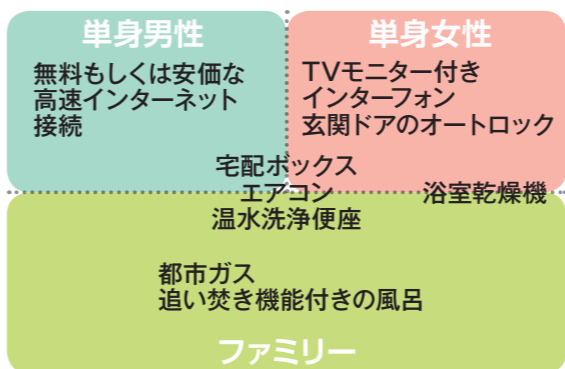 単身男性
無料もしくは安価な
高速インターネット
接続
単身女性
TVモニター付き
インターフォン
玄関ドアのオートロック
宅配ボックス
エアコン
温水洗浄便座
浴室乾燥機
都市ガス
追い焚き機能付きの風呂
ファミリー